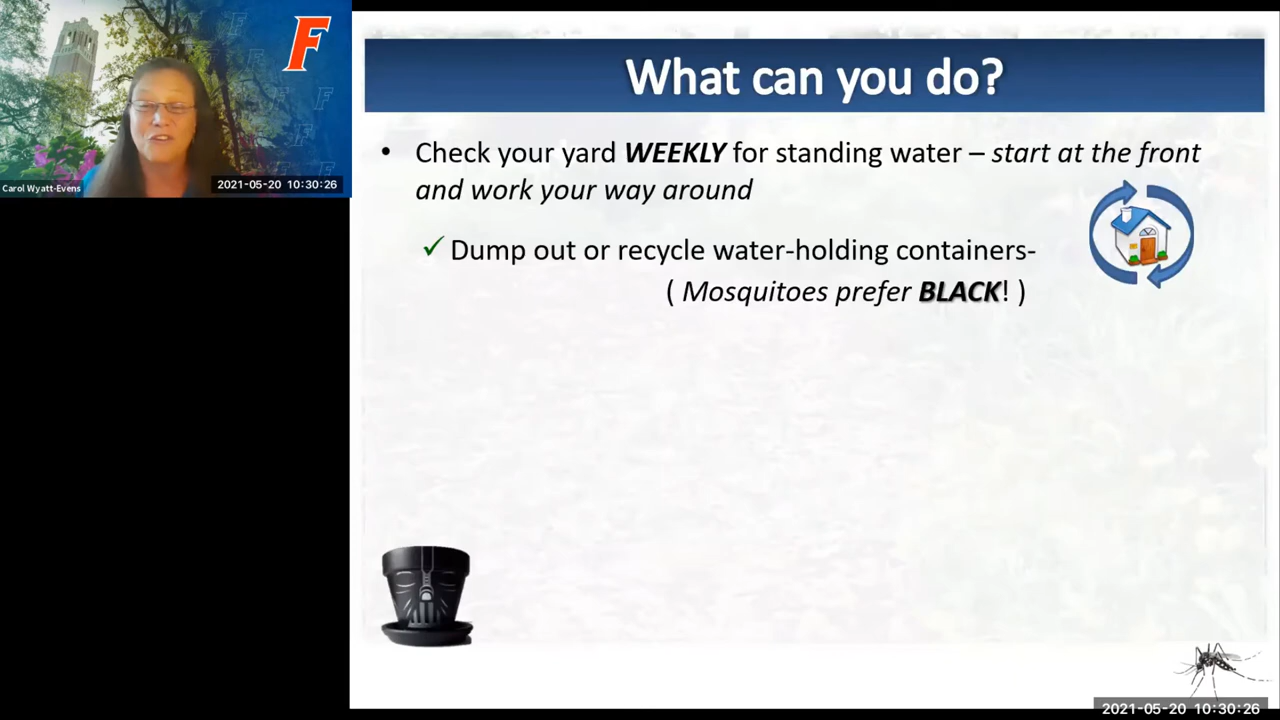 F
Carol Wyatt-Evens
2021-05-20 10:30:26
What can you do?
• Check your yard WEEKLY for standing water – start at the front
and work your way around
✓ Dump out or recycle water-holding containers-
( Mosquitoes prefer BLACK! )
2021-05-20 10:30:26